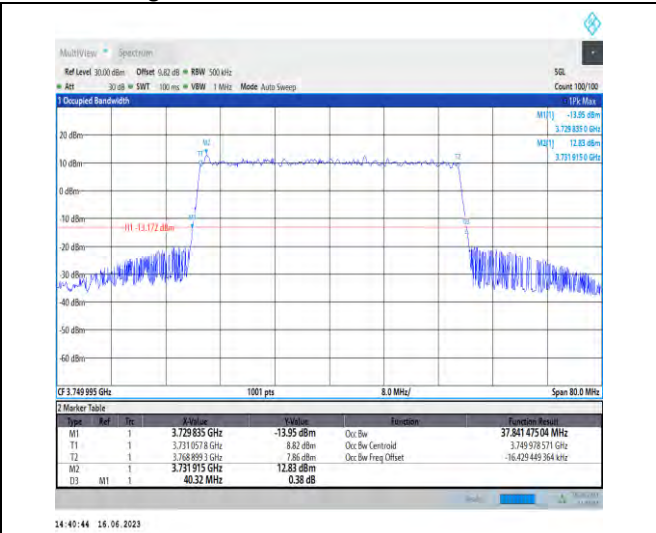 MultiView Spectrum
Ref Level 30.00 dBm Offset 9.82 dB RBW 500 kHz SGL
Att 30 dB SWT 100 ms VBW 1 MHz Mode Auto Sweep Count 100/100
1 Occupied Bandwidth 1Pk Max
M1[1] -13.95 dBm
3.729 835 0 GHz
M2[1] 12.83 dBm
3.731 915 0 GHz
20 dBm
M2
T1
T2
10 dBm
0 dBm
-10 dBm
M1
H1 -13.172 dBm
-20 dBm
-30 dBm
-40 dBm
-50 dBm
-60 dBm
CF 3.749 995 GHz 1001 pts 8.0 MHz/ Span 80.0 MHz
2 Marker Table
Type Ref Trc X-Value Y-Value Function Function Result
M1 1 3.729835 GHz -13.95 dBm Occ Bw 37.841 475 04 MHz
T1 1 3.731 057 8 GHz 8.82 dBm Occ Bw Centroid 3.749 978 571 GHz
T2 1 3.768 899 3 GHz 7.86 dBm Occ Bw Freq Offset -16.429 449 364 kHz
M2 1 3.731 915 GHz 12.83 dBm
D3 M1 1 40.32 MHz 0.38 dB
14:40:44 16.06.2023